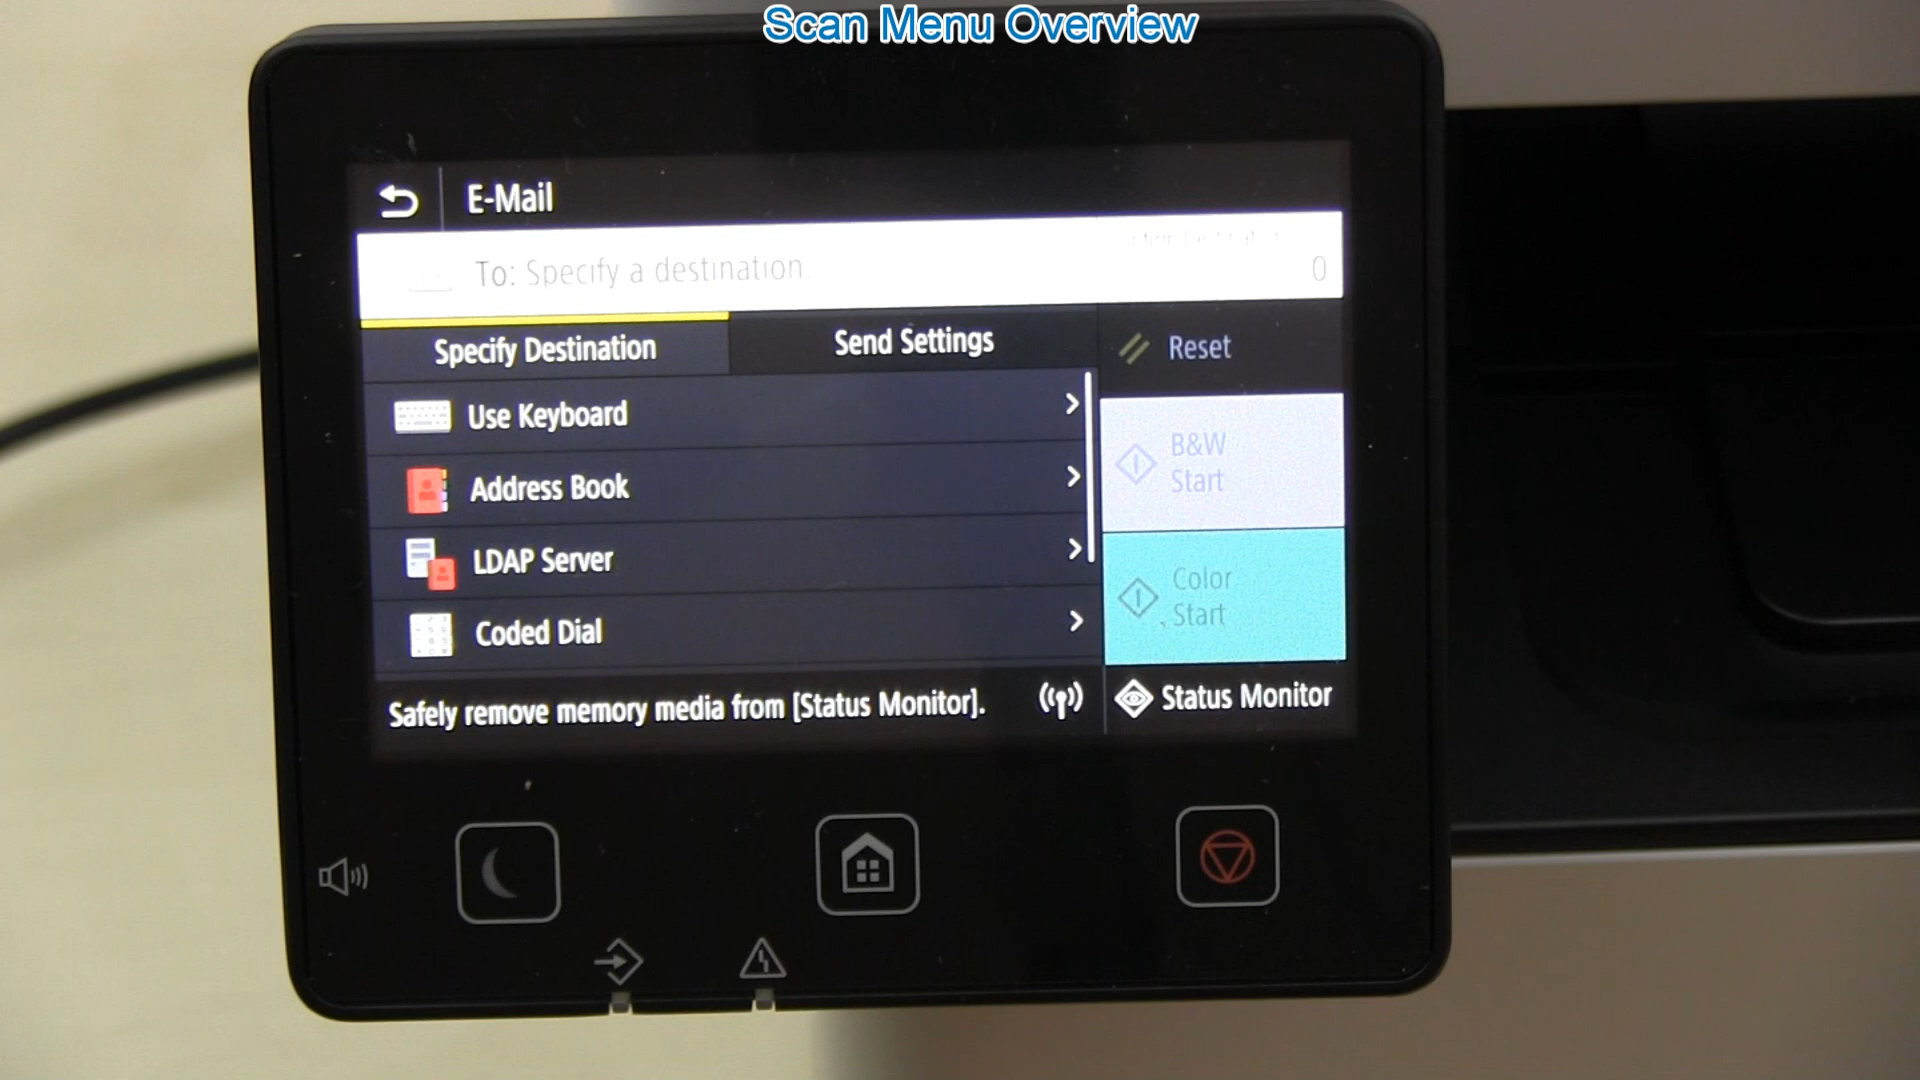 Scan Menu Overview
E-Mail
To: Specify a destination.
0
Specify Destination
Send Settings
Reset
Use Keyboard
B&W
Start
Address Book
LDAP Server
Color
Start
Coded Dial
Safely remove memory media from [Status Monitor].
Status Monitor